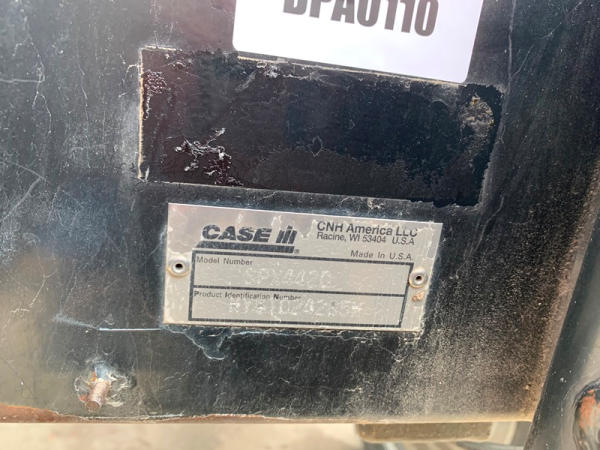 DPA0110
CASE IH
CNH America LLC
Racine, WI 53404 U.S.A
Made in U.S.A.
Model Number
Product Identification Number